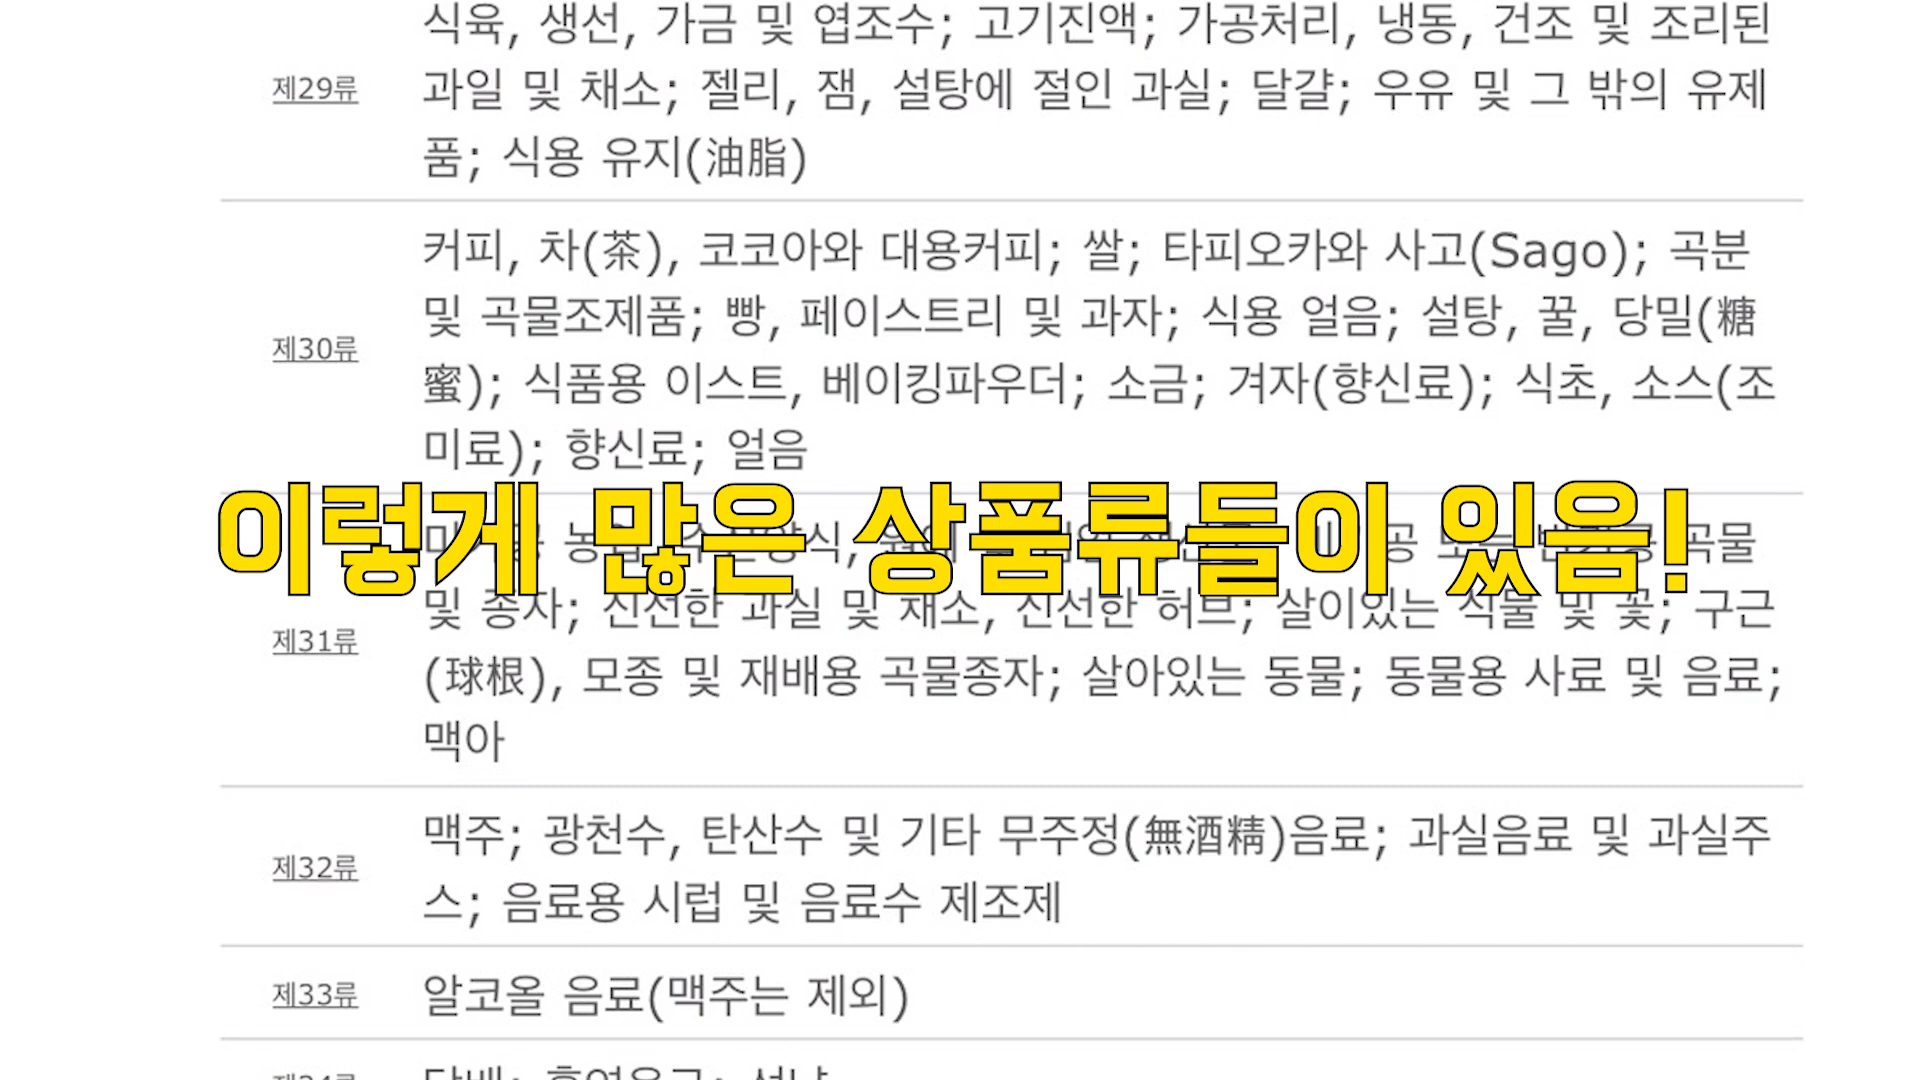 식육, 생선, 가금 및 엽조수; 고기진액; 가공처리, 냉동, 건조 및 조리된
제29류
과일 및 채소; 젤리, 잼, 설탕에 절인 과실; 달걀; 우유 및 그 밖의 유제
품; 식용 유지(油脂)
커피, 차(茶), 코코아와 대용커피; 쌀; 타피오카와 사고(Sago); 곡분
및 곡물조제품; 빵, 페이스트리 및 과자; 식용 얼음; 설탕, 꿀, 당밀(糖
제30류
蜜); 식품용 이스트, 베이킹파우더; 소금; 겨자(향신료); 식초, 소스(조
미료); 향신료; 얼음
이렇게 많은 상품류들이 있음!
곡물
및 종자; 신선한 과실 및 채소, 신선한 허브; 살이있는 식물 및 꽃; 구근
제31류
(球根), 모종 및 재배용 곡물종자; 살아있는 동물; 동물용 사료 및 음료;
맥아
맥주; 광천수, 탄산수 및 기타 무주정(無酒精)음료; 과실음료 및 과실주
제32류
스; 음료용 시럽 및 음료수 제조제
제33류
알코올 음료(맥주는 제외)